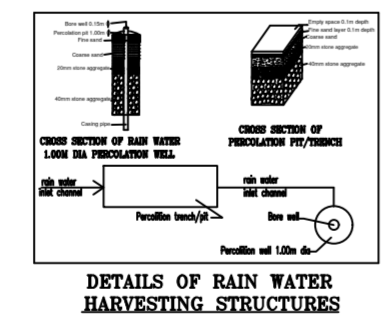 Bore well 0.15m
Percolation pit 1.00m
Fine sand
Coarse sand
20mm stone aggregate
40mm stone aggregate
Casing pipe
CROSS SECTION OF RAIN WATER
1.00M DIA PERCOLATION WELL
Empty space 0.1m depth
Fine sand layer 0.1m depth
Coarse sand
20mm stone aggregate
40mm stone aggregate
CROSS SECTION OF
PERCOLATION PIT/TRENCH
rain water
inlet channel
Percolition trench/pit
rain water
inlet channel
Bore well
Percolition well 1.00m dia
DETAILS OF RAIN WATER
HARVESTING STRUCTURES